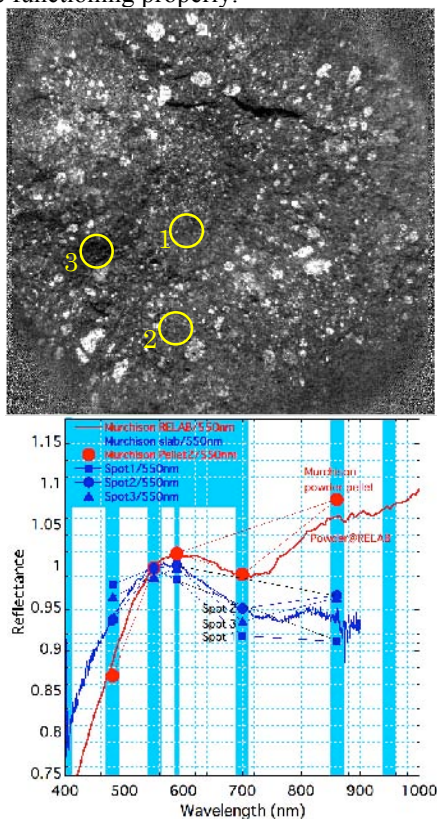 functioning properly.
1
3
2
Murchison RELAB/550nm
Murchison slab/550nm
Murchison Pellet2/550nm
Spot1/550nm
Spot2/550nm
Spot3/550nm
Murchison
powder pellet
Powder@RELAB
Spot 2
Spot 3
Spot
1.15
1.1
1.05
1
0.95
0.9
0.85
0.8
0.75
Reflectance
400 500 600 700 800 900 1000
Wavelength (nm)